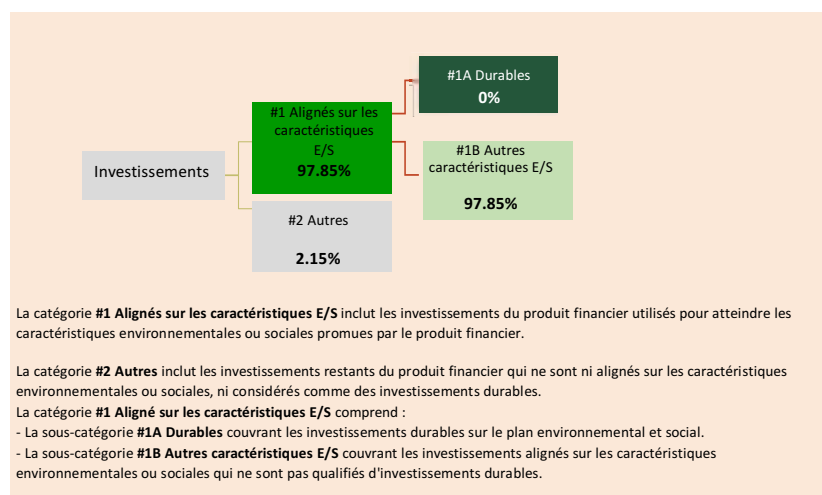 #1A Durables
0%
#1 Alignés sur les
caractéristiques
E/S
97.85%
#1B Autres
caractéristiques E/S
97.85%
Investissements
#2 Autres
2.15%
La catégorie #1 Alignés sur les caractéristiques E/S inclut les investissements du produit financier utilisés pour atteindre les
caractéristiques environnementales ou sociales promues par le produit financier.
La catégorie #2 Autres inclut les investissements restants du produit financier qui ne sont ni alignés sur les caractéristiques
environnementales ou sociales, ni considérés comme des investissements durables.
La catégorie #1 Aligné sur les caractéristiques E/S comprend :
- La sous-catégorie #1A Durables couvrant les investissements durables sur le plan environnemental et social.
- La sous-catégorie #1B Autres caractéristiques E/S couvrant les investissements alignés sur les caractéristiques
environnementales ou sociales qui ne sont pas qualifiés d'investissements durables.